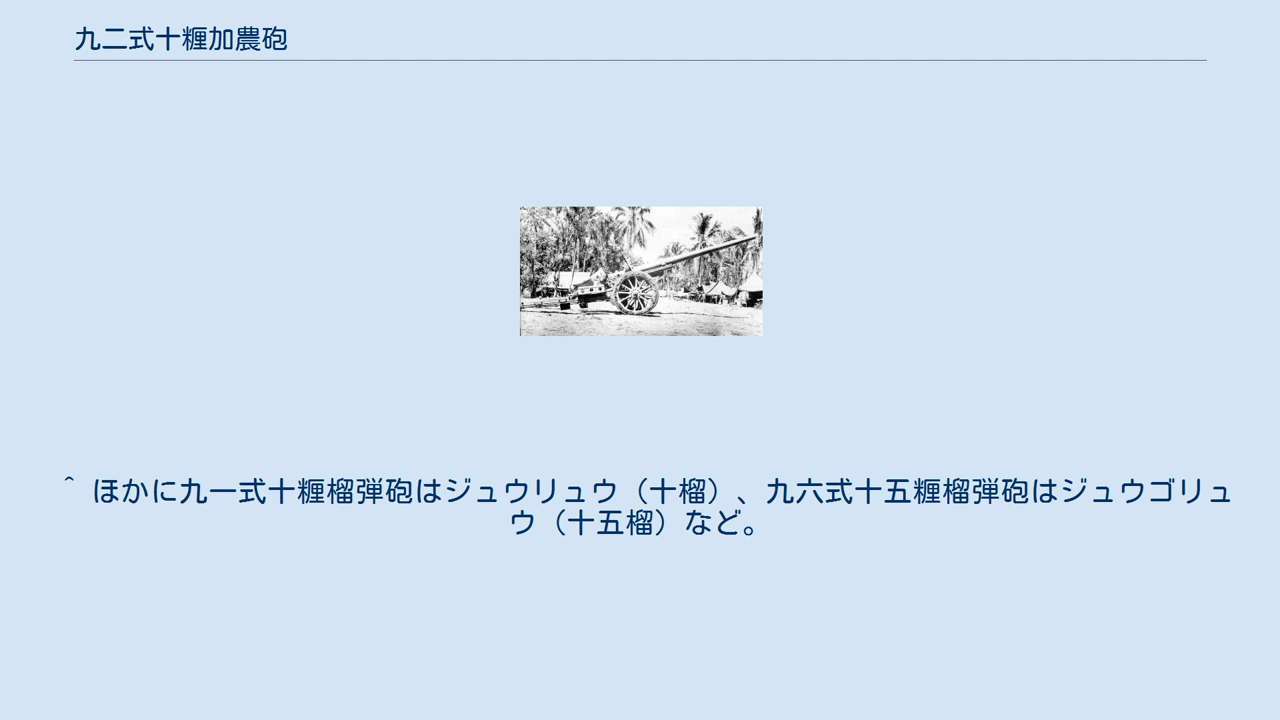 九二式十糎加農砲
^ ほかに九一式十糎榴弾砲はジュウリュウ（十榴）、九六式十五糎榴弾砲はジュウゴリュ
ウ（十五榴）など。